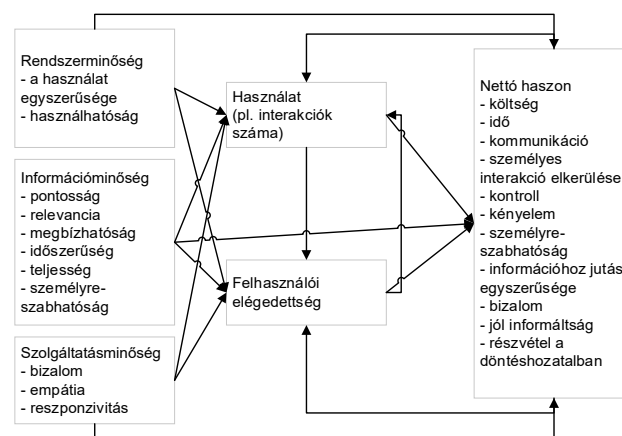 Rendszerminőség
- a használat
egyszerűsége
- használhatóság
Információminőség
- pontosság
- relevancia
- megbízhatóság
- időszerűség
- teljesség
- személyre-
szabhatóság
Szolgáltatásminőség
- bizalom
- empátia
- reszponzivitás
Használat
(pl. interakciók
száma)
Felhasználói
elégedettség
Nettó haszon
- költség
- idő
- kommunikáció
- személyes
interakció elkerülése
- kontroll
- kényelem
- személyre-
szabhatóság
- információhoz jutás
egyszerűsége
- bizalom
- jól informáltság
- részvétel a
döntéshozatalban